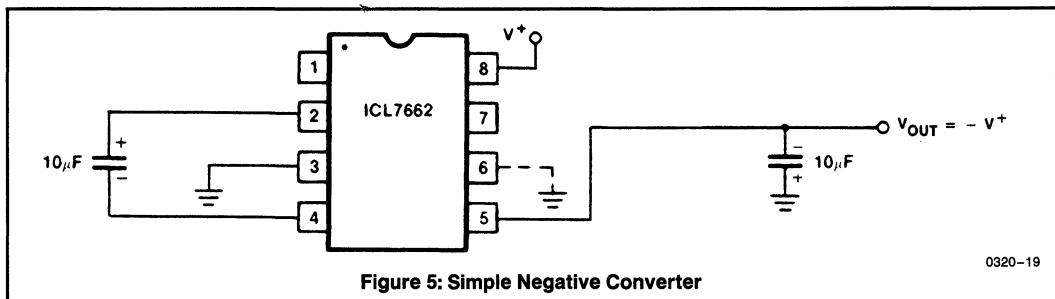 V+
1
8
ICL7662
2
7
+
10μF
−
3
6
4
5
VOUT = − V+
−
10μF
+
0320–19
Figure 5: Simple Negative Converter